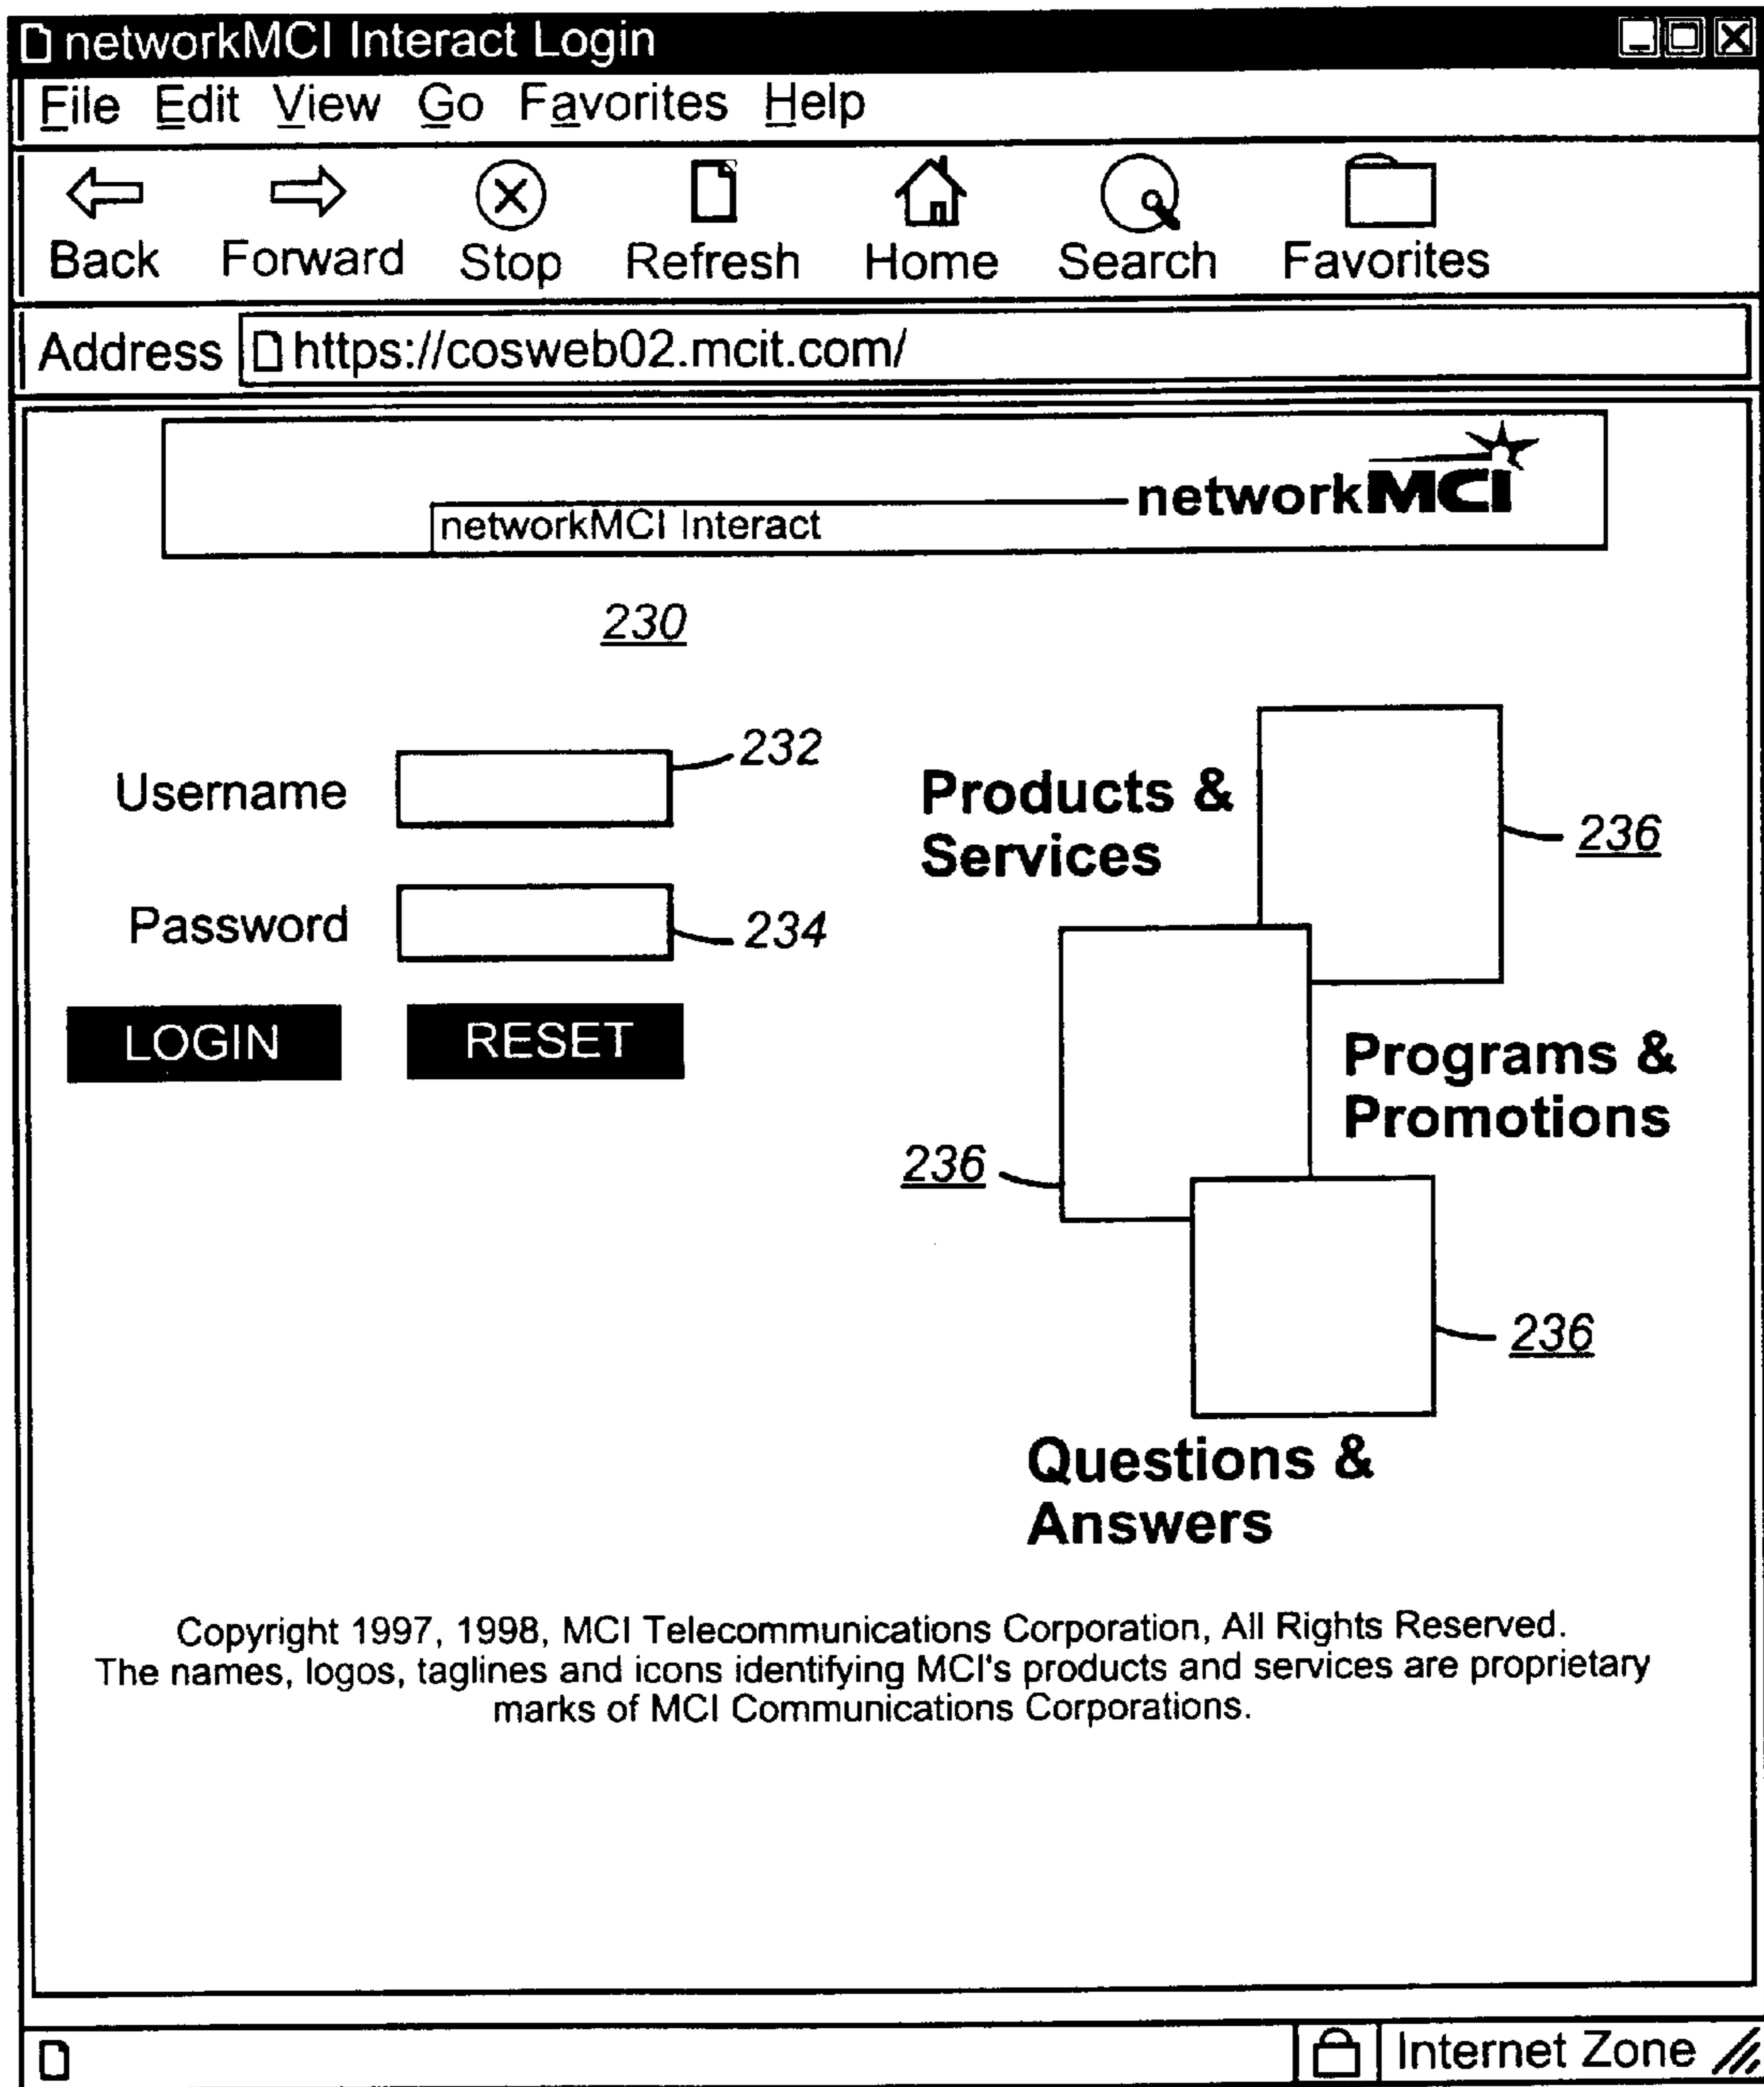 networkMCI Interact Login
File Edit View Go Favorites Help
Back Forward Stop Refresh Home Search Favorites
Address https://cosweb02.mcit.com/
networkMCI
networkMCI Interact
230
Username
232
Password
234
LOGIN RESET
Products &
Services
236
Programs &
Promotions
236
236
Questions &
Answers
Copyright 1997, 1998, MCI Telecommunications Corporation, All Rights Reserved.
The names, logos, taglines and icons identifying MCI's products and services are proprietary
marks of MCI Communications Corporations.
Internet Zone